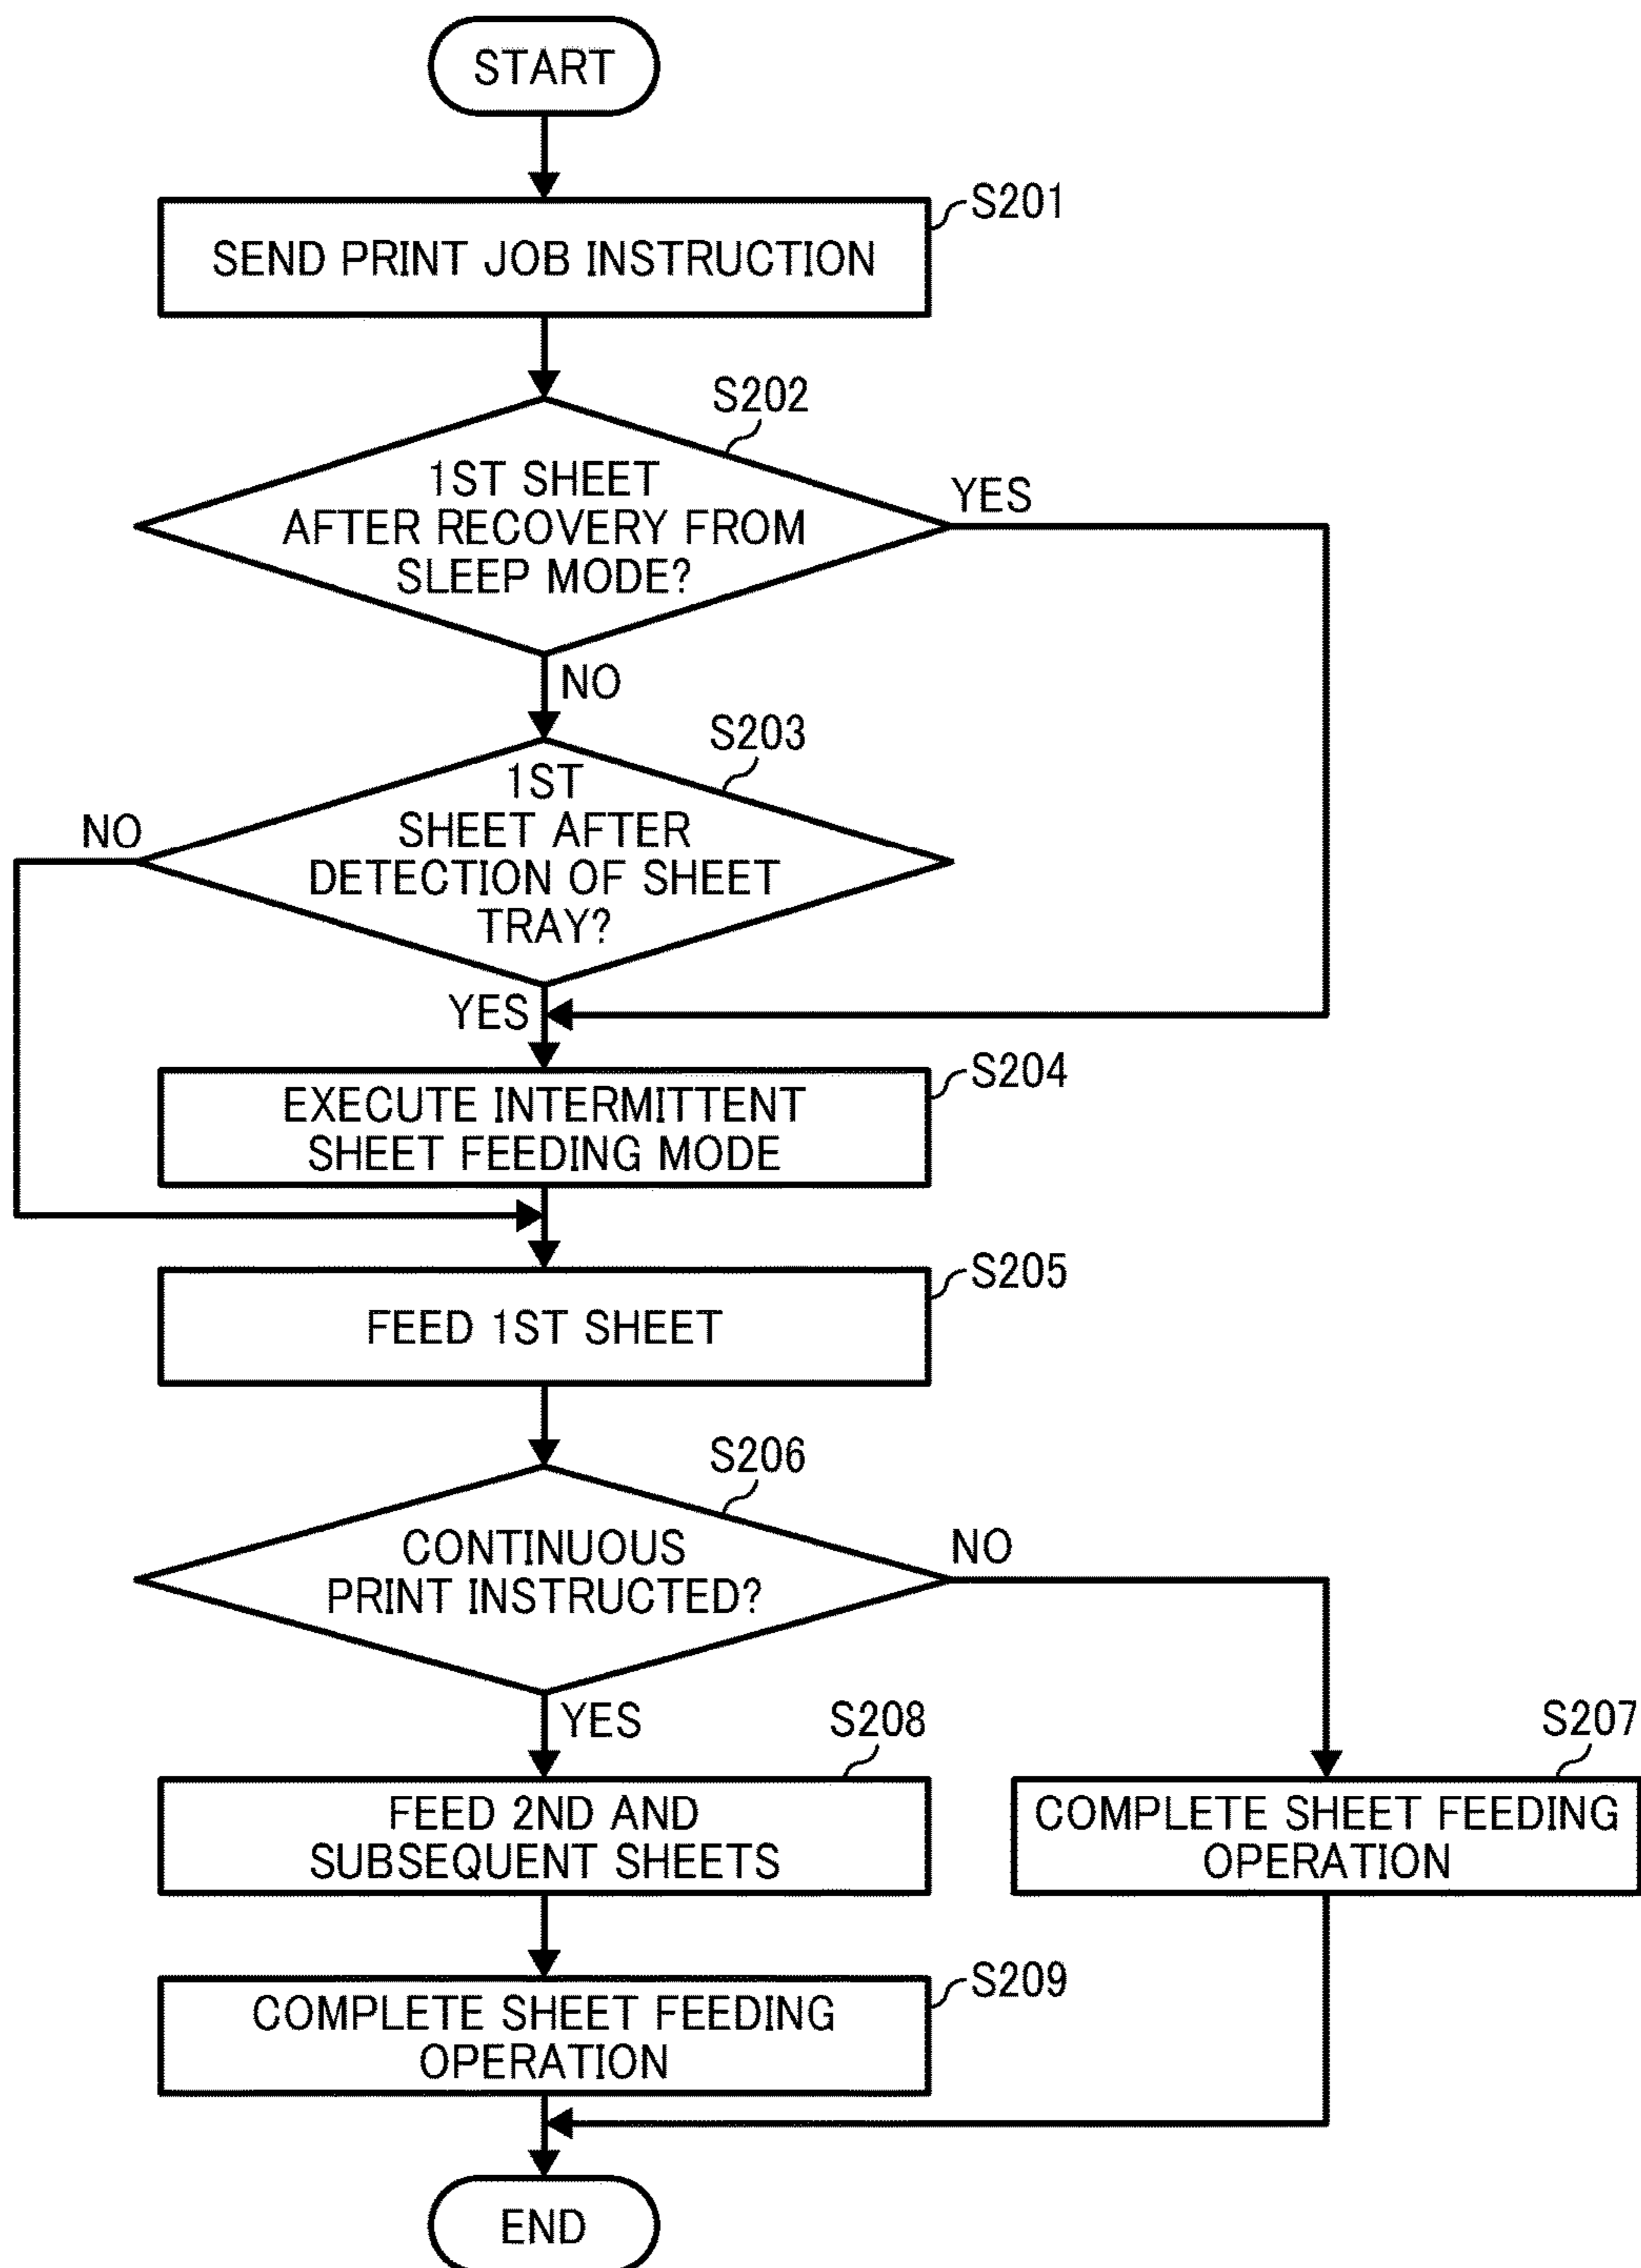 START
S201
SEND PRINT JOB INSTRUCTION
S202
1ST SHEET
AFTER RECOVERY FROM
SLEEP MODE?
YES
NO
S203
1ST
SHEET AFTER
DETECTION OF SHEET
TRAY?
NO
YES
S204
EXECUTE INTERMITTENT
SHEET FEEDING MODE
S205
FEED 1ST SHEET
S206
CONTINUOUS
PRINT INSTRUCTED?
NO
YES
S208
FEED 2ND AND
SUBSEQUENT SHEETS
S207
COMPLETE SHEET FEEDING
OPERATION
S209
COMPLETE SHEET FEEDING
OPERATION
END